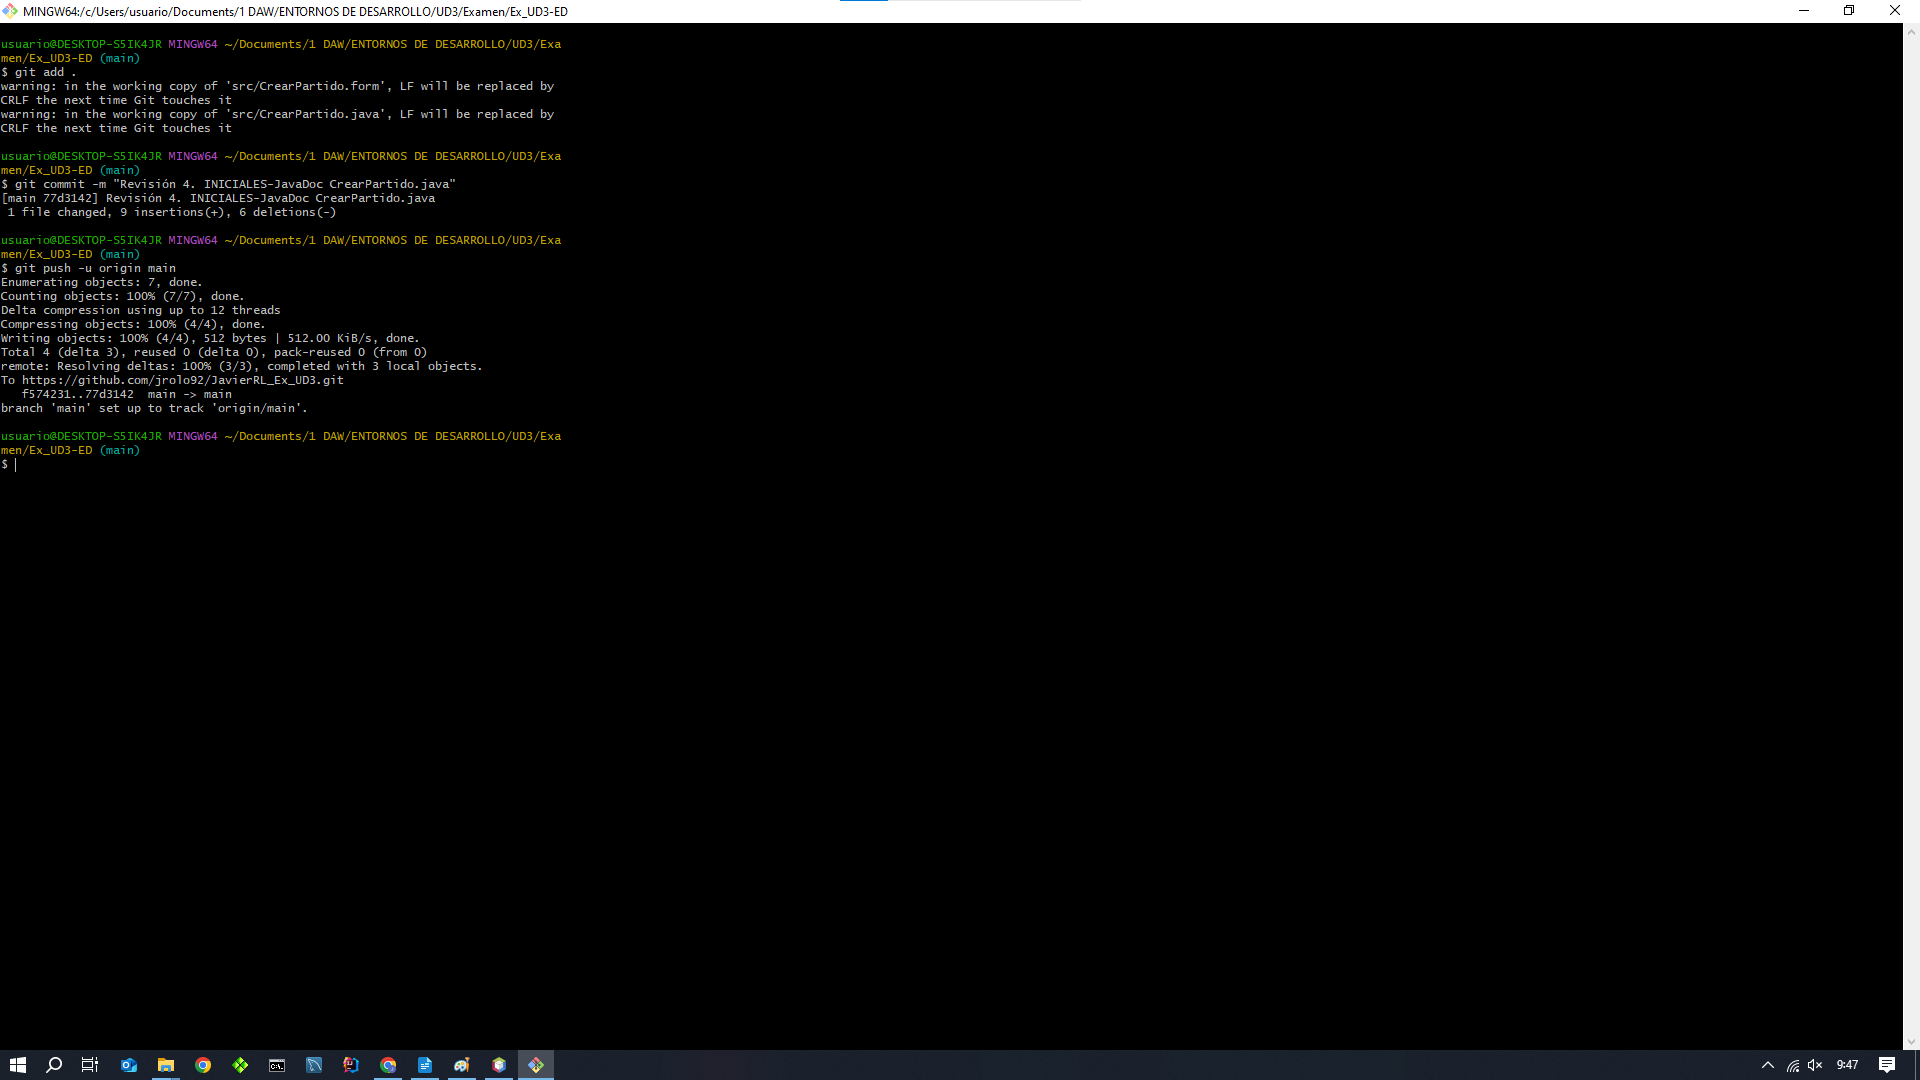 MINGW64:/c/Users/usuario/Documents/1 DAW/ENTORNOS DE DESARROLLO/UD3/Examen/Ex_UD3-ED
usuario@DESKTOP-S5IK4JR MINGW64 ~/Documents/1 DAW/ENTORNOS DE DESARROLLO/UD3/Exa
men/Ex_UD3-ED (main)
$ git add .
warning: in the working copy of 'src/CrearPartido.form', LF will be replaced by
CRLF the next time Git touches it
warning: in the working copy of 'src/CrearPartido.java', LF will be replaced by
CRLF the next time Git touches it
usuario@DESKTOP-S5IK4JR MINGW64 ~/Documents/1 DAW/ENTORNOS DE DESARROLLO/UD3/Exa
men/Ex_UD3-ED (main)
$ git commit -m "Revisión 4. INICIALES-JavaDoc CrearPartido.java"
[main 77d3142] Revisión 4. INICIALES-JavaDoc CrearPartido.java
 1 file changed, 9 insertions(+), 6 deletions(-)
usuario@DESKTOP-S5IK4JR MINGW64 ~/Documents/1 DAW/ENTORNOS DE DESARROLLO/UD3/Exa
men/Ex_UD3-ED (main)
$ git push -u origin main
Enumerating objects: 7, done.
Counting objects: 100% (7/7), done.
Delta compression using up to 12 threads
Compressing objects: 100% (4/4), done.
Writing objects: 100% (4/4), 512 bytes | 512.00 KiB/s, done.
Total 4 (delta 3), reused 0 (delta 0), pack-reused 0 (from 0)
remote: Resolving deltas: 100% (3/3), completed with 3 local objects.
To https://github.com/jrolo92/JavierRL_Ex_UD3.git
   f574231..77d3142  main -> main
branch 'main' set up to track 'origin/main'.
usuario@DESKTOP-S5IK4JR MINGW64 ~/Documents/1 DAW/ENTORNOS DE DESARROLLO/UD3/Exa
men/Ex_UD3-ED (main)
$
9:47